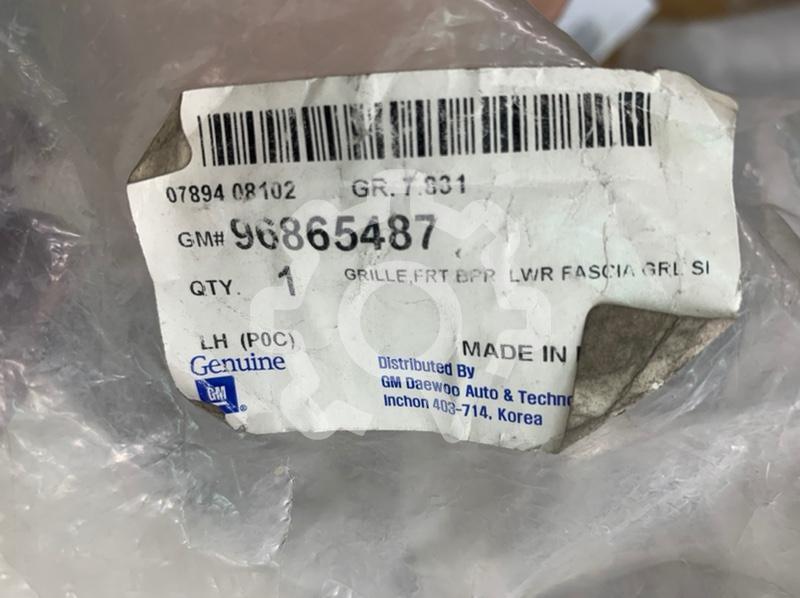 07894 08102 GR. 7.831
GM# 96865487
QTY. 1 GRILLE,FRT BPR LWR FASCIA GRL SI
LH (P0C) MADE IN
Genuine
GM
Distributed By
GM Daewoo Auto & Techno
Inchon 403-714, Korea